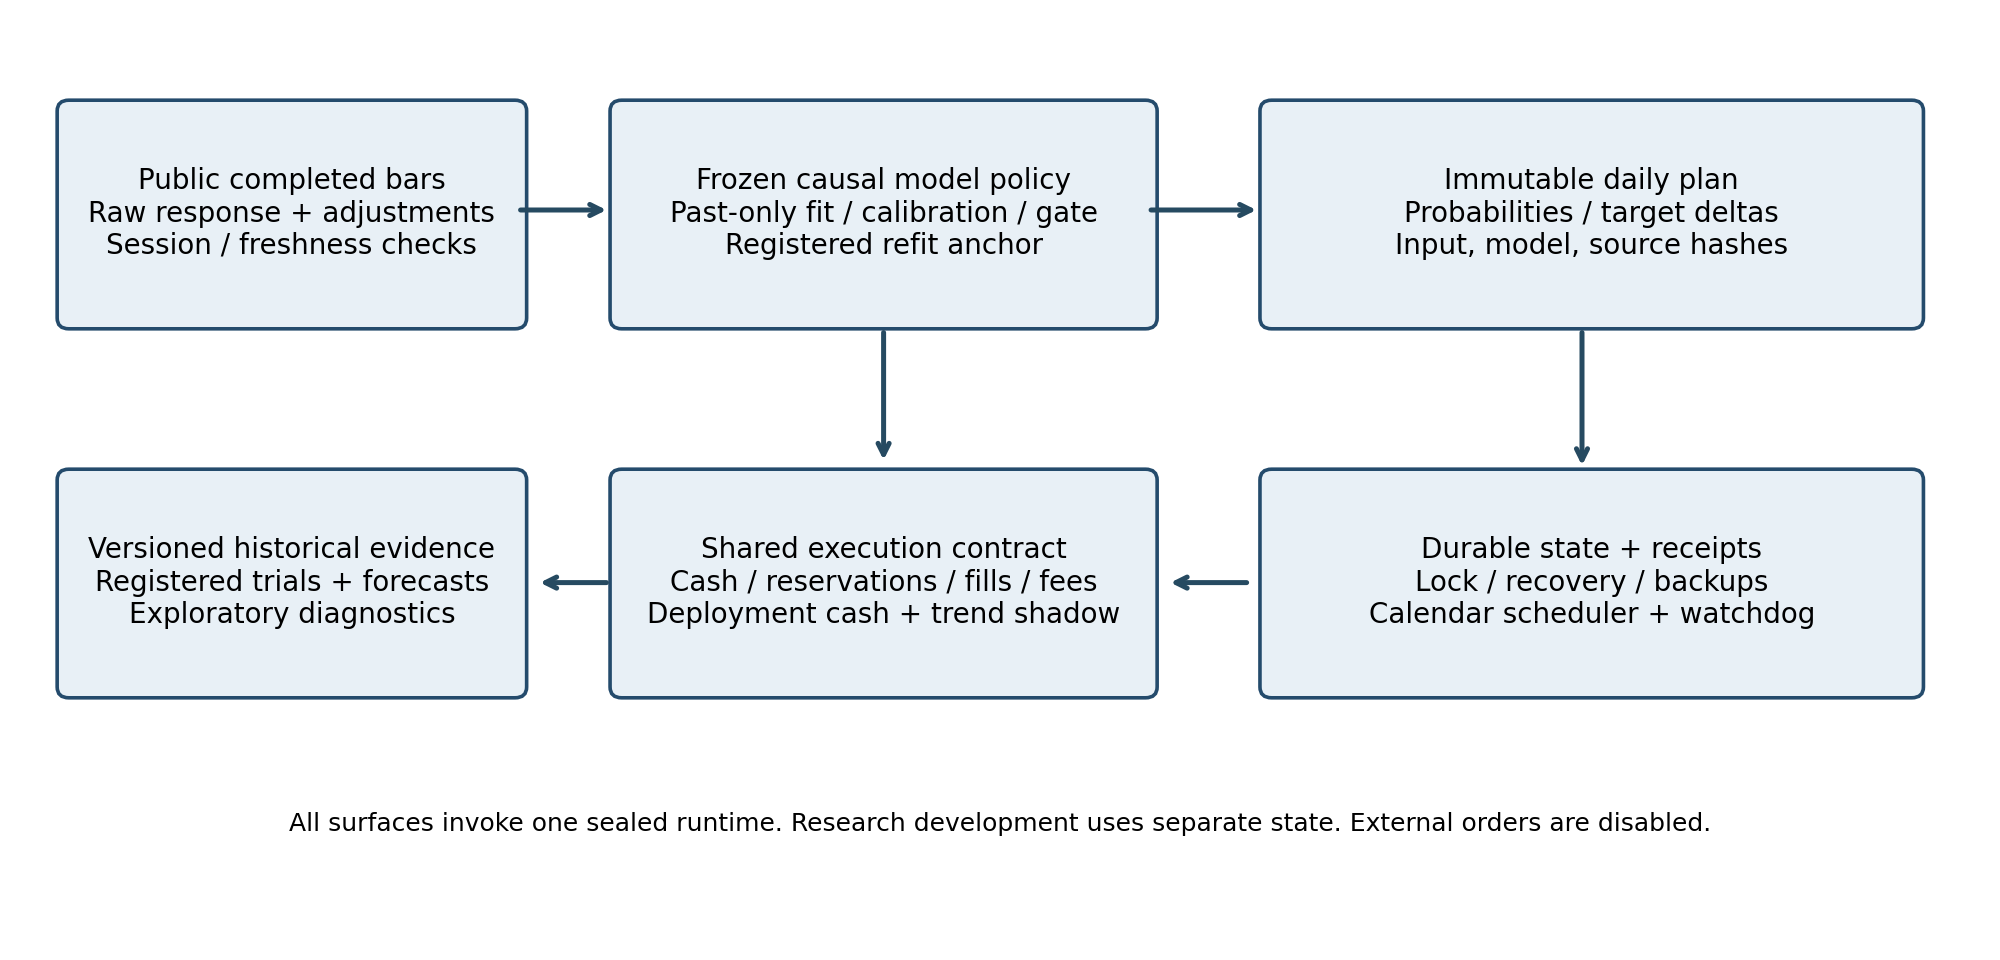 Public completed bars
Raw response + adjustments
Session / freshness checks
Frozen causal model policy
Past-only fit / calibration / gate
Registered refit anchor
Immutable daily plan
Probabilities / target deltas
Input, model, source hashes
Versioned historical evidence
Registered trials + forecasts
Exploratory diagnostics
Shared execution contract
Cash / reservations / fills / fees
Deployment cash + trend shadow
Durable state + receipts
Lock / recovery / backups
Calendar scheduler + watchdog
All surfaces invoke one sealed runtime. Research development uses separate state. External orders are disabled.